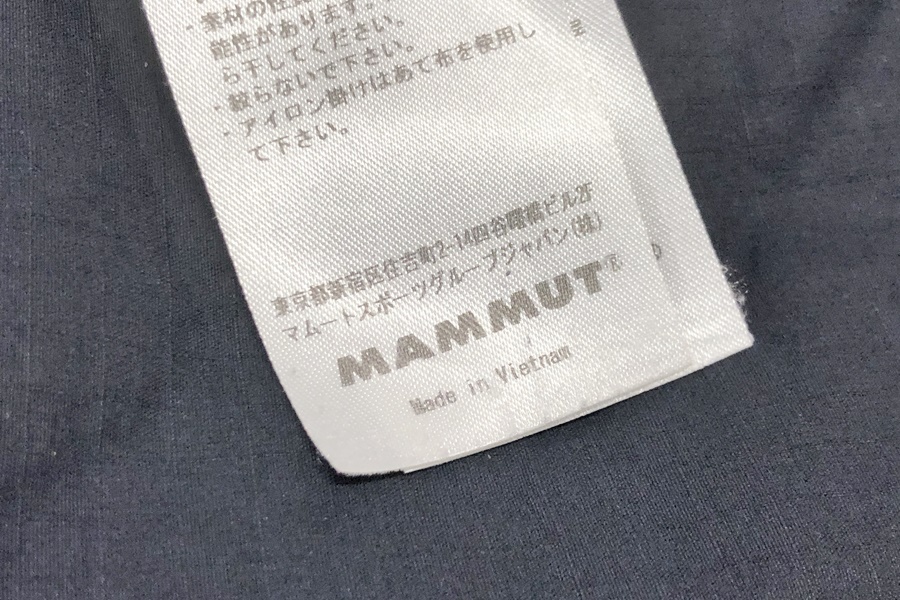 ・素材の性
能性があります。
ら干してください。
・絞らないで下さい。
・アイロン掛けはあて布を使用し
て下さい。
東京都新宿区住吉町2-14四谷曙橋ビル2F
マムートスポーツグループジャパン(株)
MAMMUT
Made in Vietnam